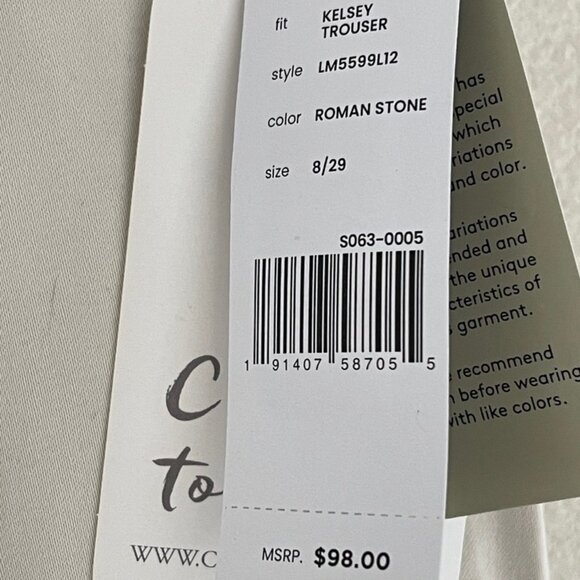 fit KELSEY
TROUSER
style LM5599L12
color ROMAN STONE
size 8/29
S063-0005
1 91407 58705 5
MSRP. $98.00
C
to
WWW.C
has
pecial
which
riations
and color.
ariations
nded and
the unique
cteristics of
garment.
recommend
before wearing
with like colors.